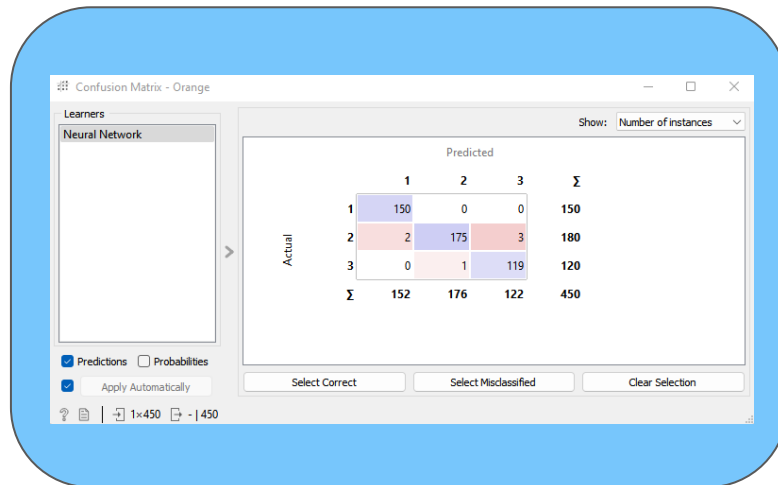 Confusion Matrix - Orange
Learners
Neural Network
Show: Number of instances
Predicted
1 2 3 Σ
1 150 0 0 150
Actual
2 2 175 3 180
3 0 1 119 120
Σ 152 176 122 450
Predictions Probabilities
Apply Automatically
Select Correct Select Misclassified Clear Selection
? 1×450 - | 450